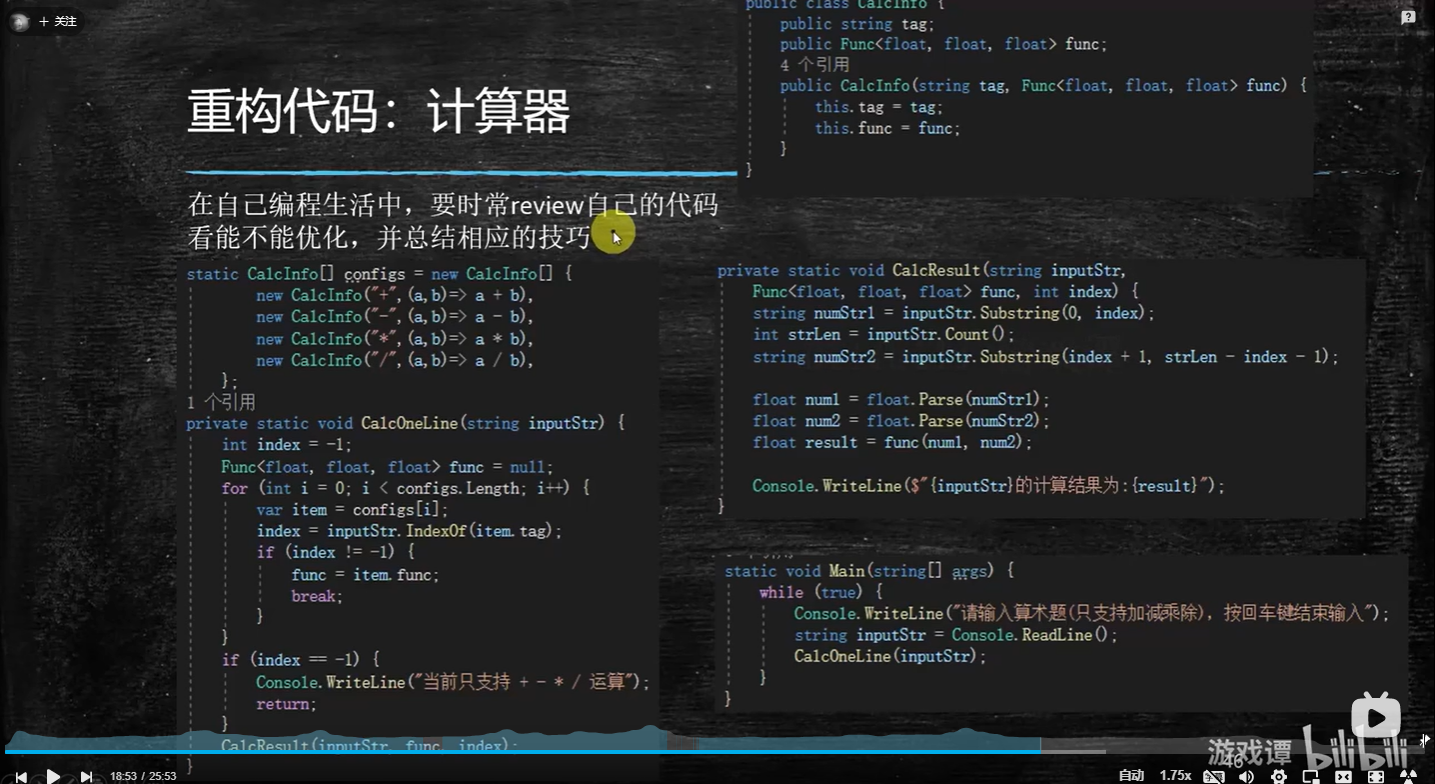 + 关注
重构代码：计算器
在自己编程生活中，要时常review自己的代码
看能不能优化，并总结相应的技巧
public class CalcInfo {
public string tag;
public Func<float, float, float> func;
4 个引用
public CalcInfo(string tag, Func<float, float, float> func) {
this.tag = tag;
this.func = func;
}
}
static CalcInfo[] configs = new CalcInfo[] {
new CalcInfo("+",(a,b)=> a + b),
new CalcInfo("-",(a,b)=> a - b),
new CalcInfo("*",(a,b)=> a * b),
new CalcInfo("/",(a,b)=> a / b),
};
1 个引用
private static void CalcOneLine(string inputStr) {
int index = -1;
Func<float, float, float> func = null;
for (int i = 0; i < configs.Length; i++) {
var item = configs[i];
index = inputStr.IndexOf(item.tag);
if (index != -1) {
func = item.func;
break;
}
}
if (index == -1) {
Console.WriteLine("当前只支持 + - * / 运算");
return;
}
CalcResult(inputStr, func, index);
}
private static void CalcResult(string inputStr,
Func<float, float, float> func, int index) {
string numStr1 = inputStr.Substring(0, index);
int strLen = inputStr.Count();
string numStr2 = inputStr.Substring(index + 1, strLen - index - 1);
float num1 = float.Parse(numStr1);
float num2 = float.Parse(numStr2);
float result = func(num1, num2);
Console.WriteLine($"{inputStr}的计算结果为:{result}");
}
static void Main(string[] args) {
while (true) {
Console.WriteLine("请输入算术题(只支持加减乘除)，按回车键结束输入");
string inputStr = Console.ReadLine();
CalcOneLine(inputStr);
}
}
游戏谭 bilibili
46
18:53 / 25:53
自动 1.75x